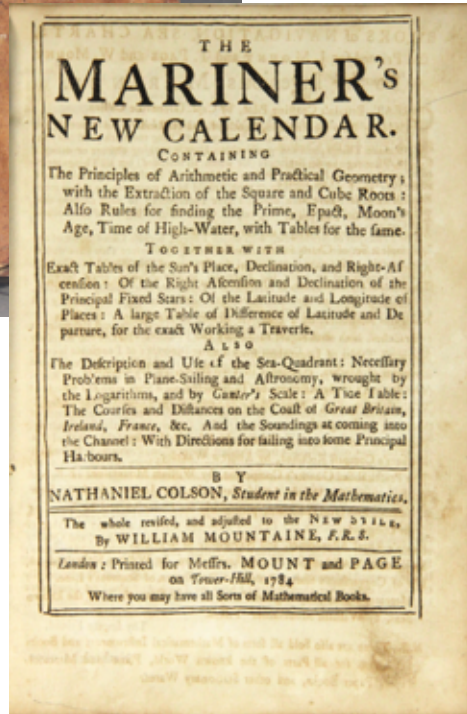 THE
MARINER's
NEW CALENDAR.
CONTAINING
The Principles of Arithmetic and Practical Geometry;
with the Extraction of the Square and Cube Roots:
Also Rules for finding the Prime, Epact, Moon's
Age, Time of High-Water, with Tables for the same.
TOGETHER WITH
Exact Tables of the Sun's Place, Declination, and Right-As
cension: Of the Right Ascension and Declination of the
Principal Fixed Stars: Of the Latitude and Longitude of
Places: A large Table of Difference of Latitude and De
parture, for the exact Working a Traverse.
ALSO
The Description and Use of the Sea-Quadrant: Necessary
Problems in Plane-Sailing and Astronomy, wrought by
the Logarithms, and by Gunter's Scale: A Tide Table:
The Courses and Distances on the Coast of Great Britain,
Ireland, France, &c. And the Soundings at coming into
the Channel: With Directions for sailing into some Principal
Harbours.
BY
NATHANIEL COLSON, Student in the Mathematics.
The whole revised, and adjusted to the NEW STILE,
By WILLIAM MOUNTAINE, F.R.S.
London: Printed for Messrs. MOUNT and PAGE
on Tower-Hill, 1784
Where you may have all Sorts of Mathematical Books.